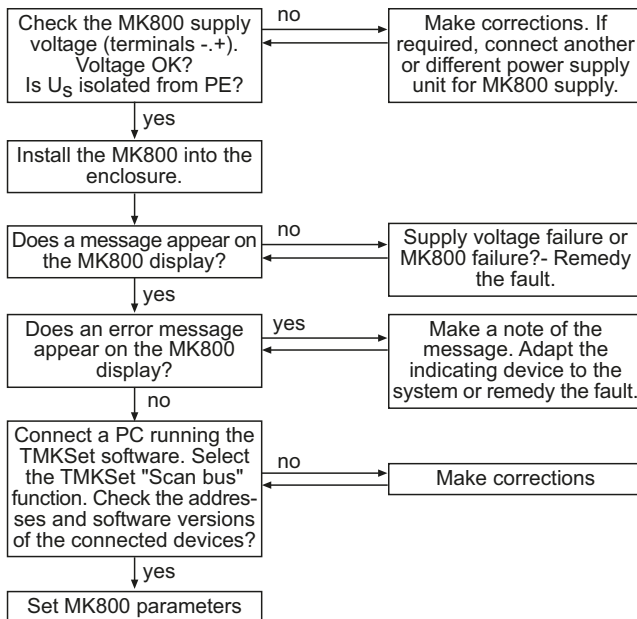 Check the MK800 supply
voltage (terminals -.+).
Voltage OK?
Is Us isolated from PE?
no
Make corrections. If
required, connect another
or different power supply
unit for MK800 supply.
yes
Install the MK800 into the
enclosure.
Does a message appear on
the MK800 display?
no
Supply voltage failure or
MK800 failure?- Remedy
the fault.
yes
Does an error message
appear on the MK800
display?
yes
Make a note of the
message. Adapt the
indicating device to the
system or remedy the fault.
no
Connect a PC running the
TMKSet software. Select
the TMKSet "Scan bus"
function. Check the addres-
ses and software versions
of the connected devices?
no
Make corrections
yes
Set MK800 parameters